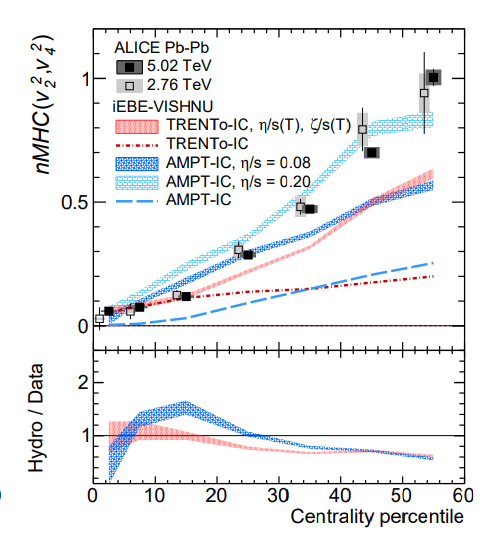 nMHC(v₂²,v₄²)
ALICE Pb-Pb
5.02 TeV
2.76 TeV
iEBE-VISHNU
TRENTo-IC, η/s(T), ζ/s(T)
TRENTo-IC
AMPT-IC, η/s = 0.08
AMPT-IC, η/s = 0.20
AMPT-IC
1
0.5
0
Hydro / Data
2
1
0 10 20 30 40 50 60
Centrality percentile